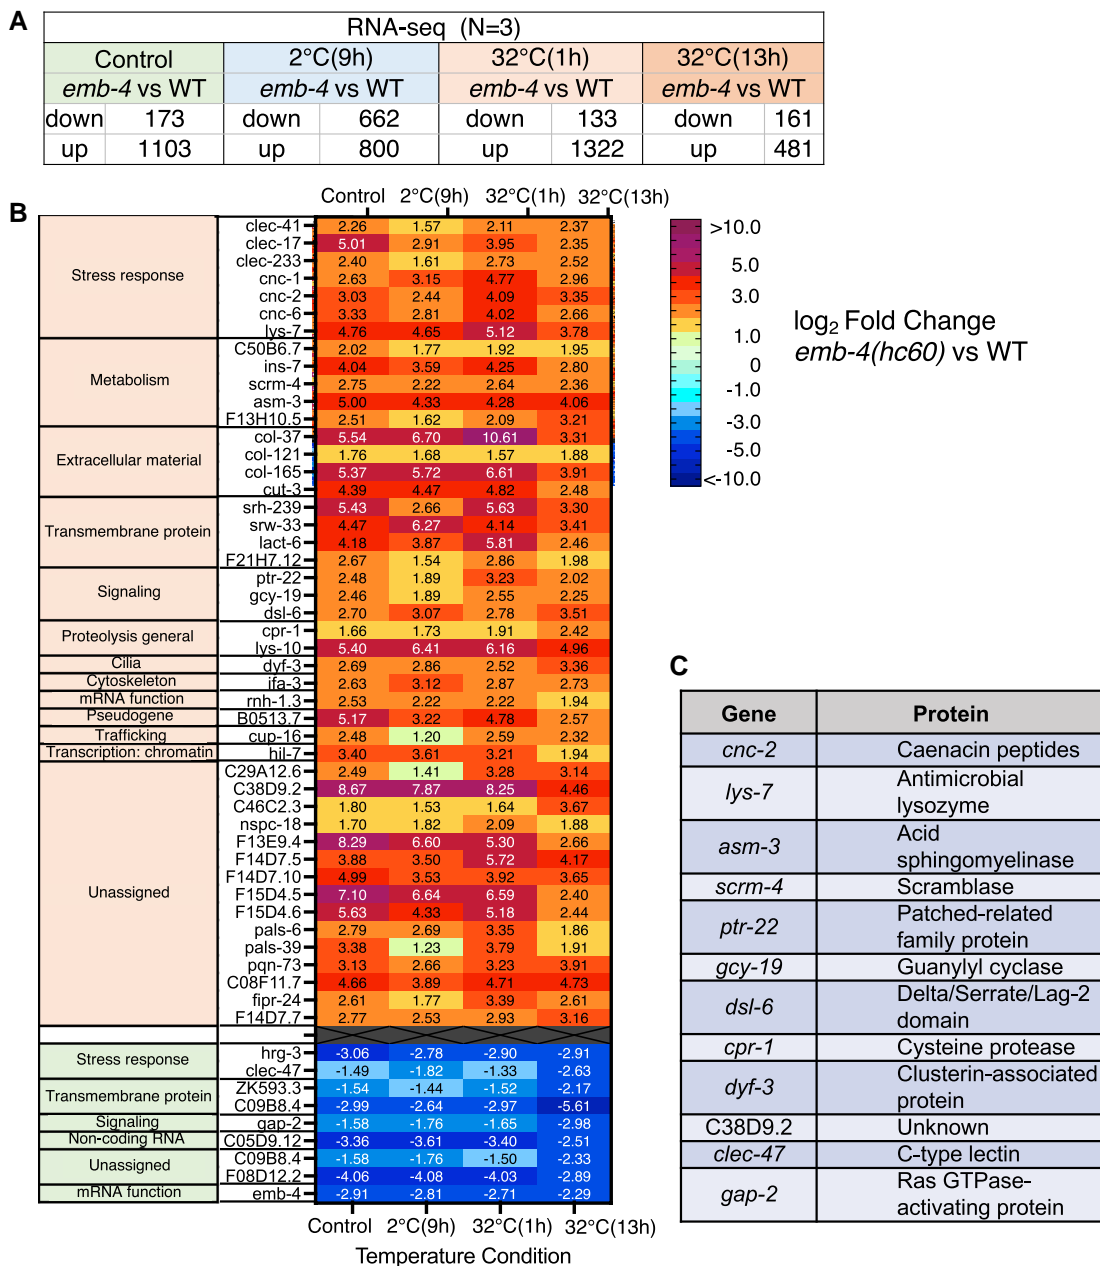 A
RNA-seq (N=3)
Control 2°C(9h) 32°C(1h) 32°C(13h)
emb-4 vs WT emb-4 vs WT emb-4 vs WT emb-4 vs WT
down 173 down 662 down 133 down 161
up 1103 up 800 up 1322 up 481
B
Control 2°C(9h) 32°C(1h) 32°C(13h)
Stress response
clec-41 2.26 1.57 2.11 2.37
clec-17 5.01 2.91 3.95 2.35
clec-233 2.40 1.61 2.73 2.52
cnc-1 2.63 3.15 4.77 2.96
cnc-2 3.03 2.44 4.09 3.35
cnc-6 3.33 2.81 4.02 2.66
lys-7 4.76 4.65 5.12 3.78
Metabolism
C50B6.7 2.02 1.77 1.92 1.95
ins-7 4.04 3.59 4.25 2.80
scrm-4 2.75 2.22 2.64 2.36
asm-3 5.00 4.33 4.28 4.06
F13H10.5 2.51 1.62 2.09 3.21
Extracellular material
col-37 5.54 6.70 10.61 3.31
col-121 1.76 1.68 1.57 1.88
col-165 5.37 5.72 6.61 3.91
cut-3 4.39 4.47 4.82 2.48
Transmembrane protein
srh-239 5.43 2.66 5.63 3.30
srw-33 4.47 6.27 4.14 3.41
lact-6 4.18 3.87 5.81 2.46
F21H7.12 2.67 1.54 2.86 1.98
Signaling
ptr-22 2.48 1.89 3.23 2.02
gcy-19 2.46 1.89 2.55 2.25
dsl-6 2.70 3.07 2.78 3.51
Proteolysis general
cpr-1 1.66 1.73 1.91 2.42
lys-10 5.40 6.41 6.16 4.96
Cilia dyf-3 2.69 2.86 2.52 3.36
Cytoskeleton ifa-3 2.63 3.12 2.87 2.73
mRNA function rnh-1.3 2.53 2.22 2.22 1.94
Pseudogene B0513.7 5.17 3.22 4.78 2.57
Trafficking cup-16 2.48 1.20 2.59 2.32
Transcription: chromatin hil-7 3.40 3.61 3.21 1.94
Unassigned
C29A12.6 2.49 1.41 3.28 3.14
C38D9.2 8.67 7.87 8.25 4.46
C46C2.3 1.80 1.53 1.64 3.67
nspc-18 1.70 1.82 2.09 1.88
F13E9.4 8.29 6.60 5.30 2.66
F14D7.5 3.88 3.50 5.72 4.17
F14D7.10 4.99 3.53 3.92 3.65
F15D4.5 7.10 6.64 6.59 2.40
F15D4.6 5.63 4.33 5.18 2.44
pals-6 2.79 2.69 3.35 1.86
pals-39 3.38 1.23 3.79 1.91
pqn-73 3.13 2.66 3.23 3.91
C08F11.7 4.66 3.89 4.71 4.73
fipr-24 2.61 1.77 3.39 2.61
F14D7.7 2.77 2.53 2.93 3.16
Stress response
hrg-3 -3.06 -2.78 -2.90 -2.91
clec-47 -1.49 -1.82 -1.33 -2.63
Transmembrane protein
ZK593.3 -1.54 -1.44 -1.52 -2.17
C09B8.4 -2.99 -2.64 -2.97 -5.61
Signaling gap-2 -1.58 -1.76 -1.65 -2.98
Non-coding RNA C05D9.12 -3.36 -3.61 -3.40 -2.51
Unassigned
C09B8.4 -1.58 -1.76 -1.50 -2.33
F08D12.2 -4.06 -4.08 -4.03 -2.89
mRNA function emb-4 -2.91 -2.81 -2.71 -2.29
Control 2°C(9h) 32°C(1h) 32°C(13h)
Temperature Condition
>10.0
5.0
3.0
1.0
0
-1.0
-3.0
-5.0
<-10.0
log2 Fold Change
emb-4(hc60) vs WT
C
Gene Protein
cnc-2 Caenacin peptides
lys-7 Antimicrobial
lysozyme
asm-3 Acid
sphingomyelinase
scrm-4 Scramblase
ptr-22 Patched-related
family protein
gcy-19 Guanylyl cyclase
dsl-6 Delta/Serrate/Lag-2
domain
cpr-1 Cysteine protease
dyf-3 Clusterin-associated
protein
C38D9.2 Unknown
clec-47 C-type lectin
gap-2 Ras GTPase-
activating protein